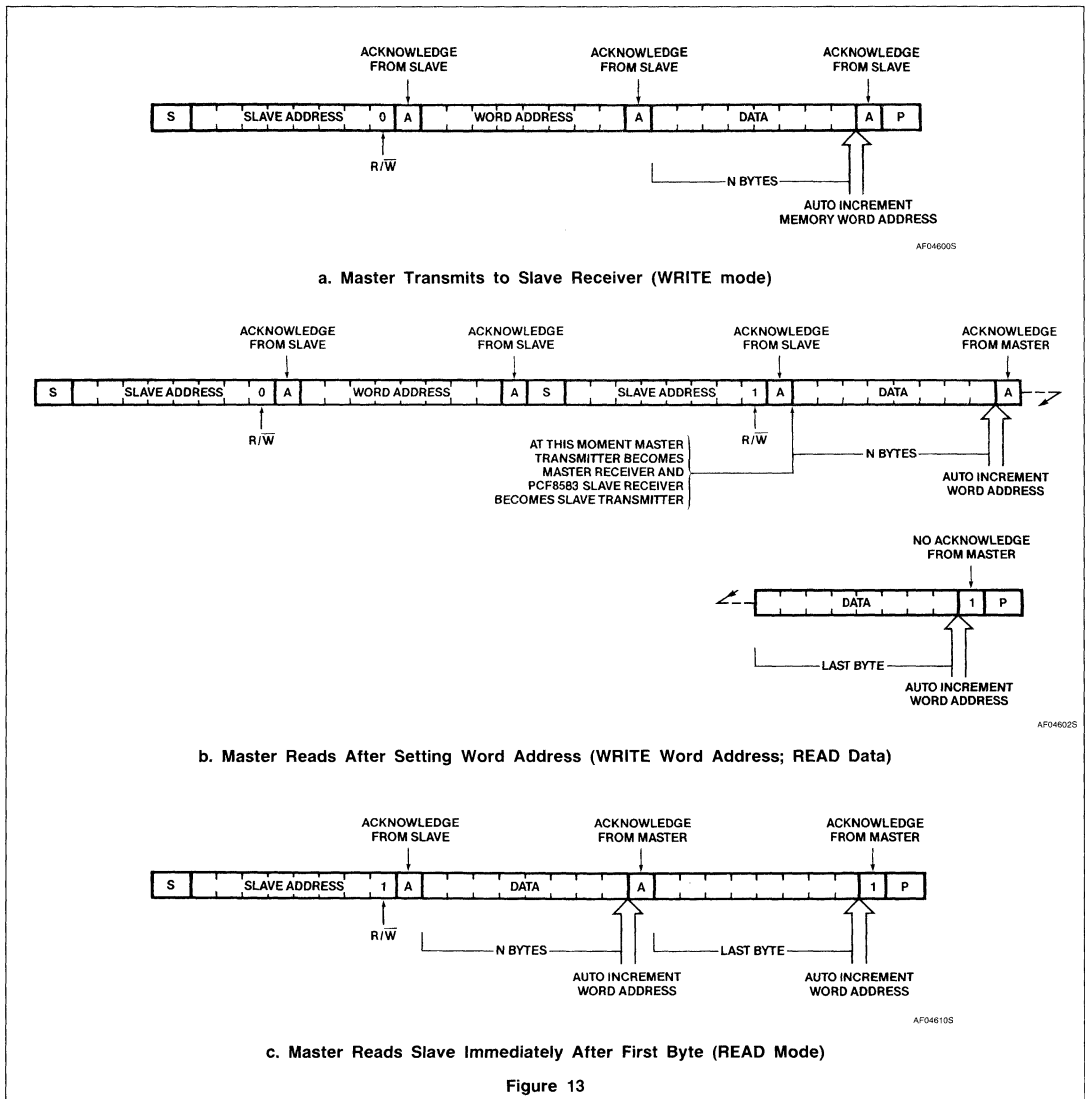 ACKNOWLEDGE FROM SLAVE
ACKNOWLEDGE FROM SLAVE
ACKNOWLEDGE FROM SLAVE
S SLAVE ADDRESS 0 A WORD ADDRESS A DATA A P
R/W̅
N BYTES
AUTO INCREMENT
MEMORY WORD ADDRESS
AF04600S
a. Master Transmits to Slave Receiver (WRITE mode)
ACKNOWLEDGE FROM SLAVE
ACKNOWLEDGE FROM SLAVE
ACKNOWLEDGE FROM SLAVE
ACKNOWLEDGE FROM MASTER
S SLAVE ADDRESS 0 A WORD ADDRESS A S SLAVE ADDRESS 1 A DATA A
R/W̅
R/W̅
AT THIS MOMENT MASTER
TRANSMITTER BECOMES
MASTER RECEIVER AND
PCF8583 SLAVE RECEIVER
BECOMES SLAVE TRANSMITTER
N BYTES
AUTO INCREMENT
WORD ADDRESS
NO ACKNOWLEDGE
FROM MASTER
DATA 1 P
LAST BYTE
AUTO INCREMENT
WORD ADDRESS
AF04602S
b. Master Reads After Setting Word Address (WRITE Word Address; READ Data)
ACKNOWLEDGE FROM SLAVE
ACKNOWLEDGE FROM MASTER
ACKNOWLEDGE FROM MASTER
S SLAVE ADDRESS 1 A DATA A 1 P
R/W̅
N BYTES
LAST BYTE
AUTO INCREMENT
WORD ADDRESS
AUTO INCREMENT
WORD ADDRESS
AF04610S
c. Master Reads Slave Immediately After First Byte (READ Mode)
Figure 13